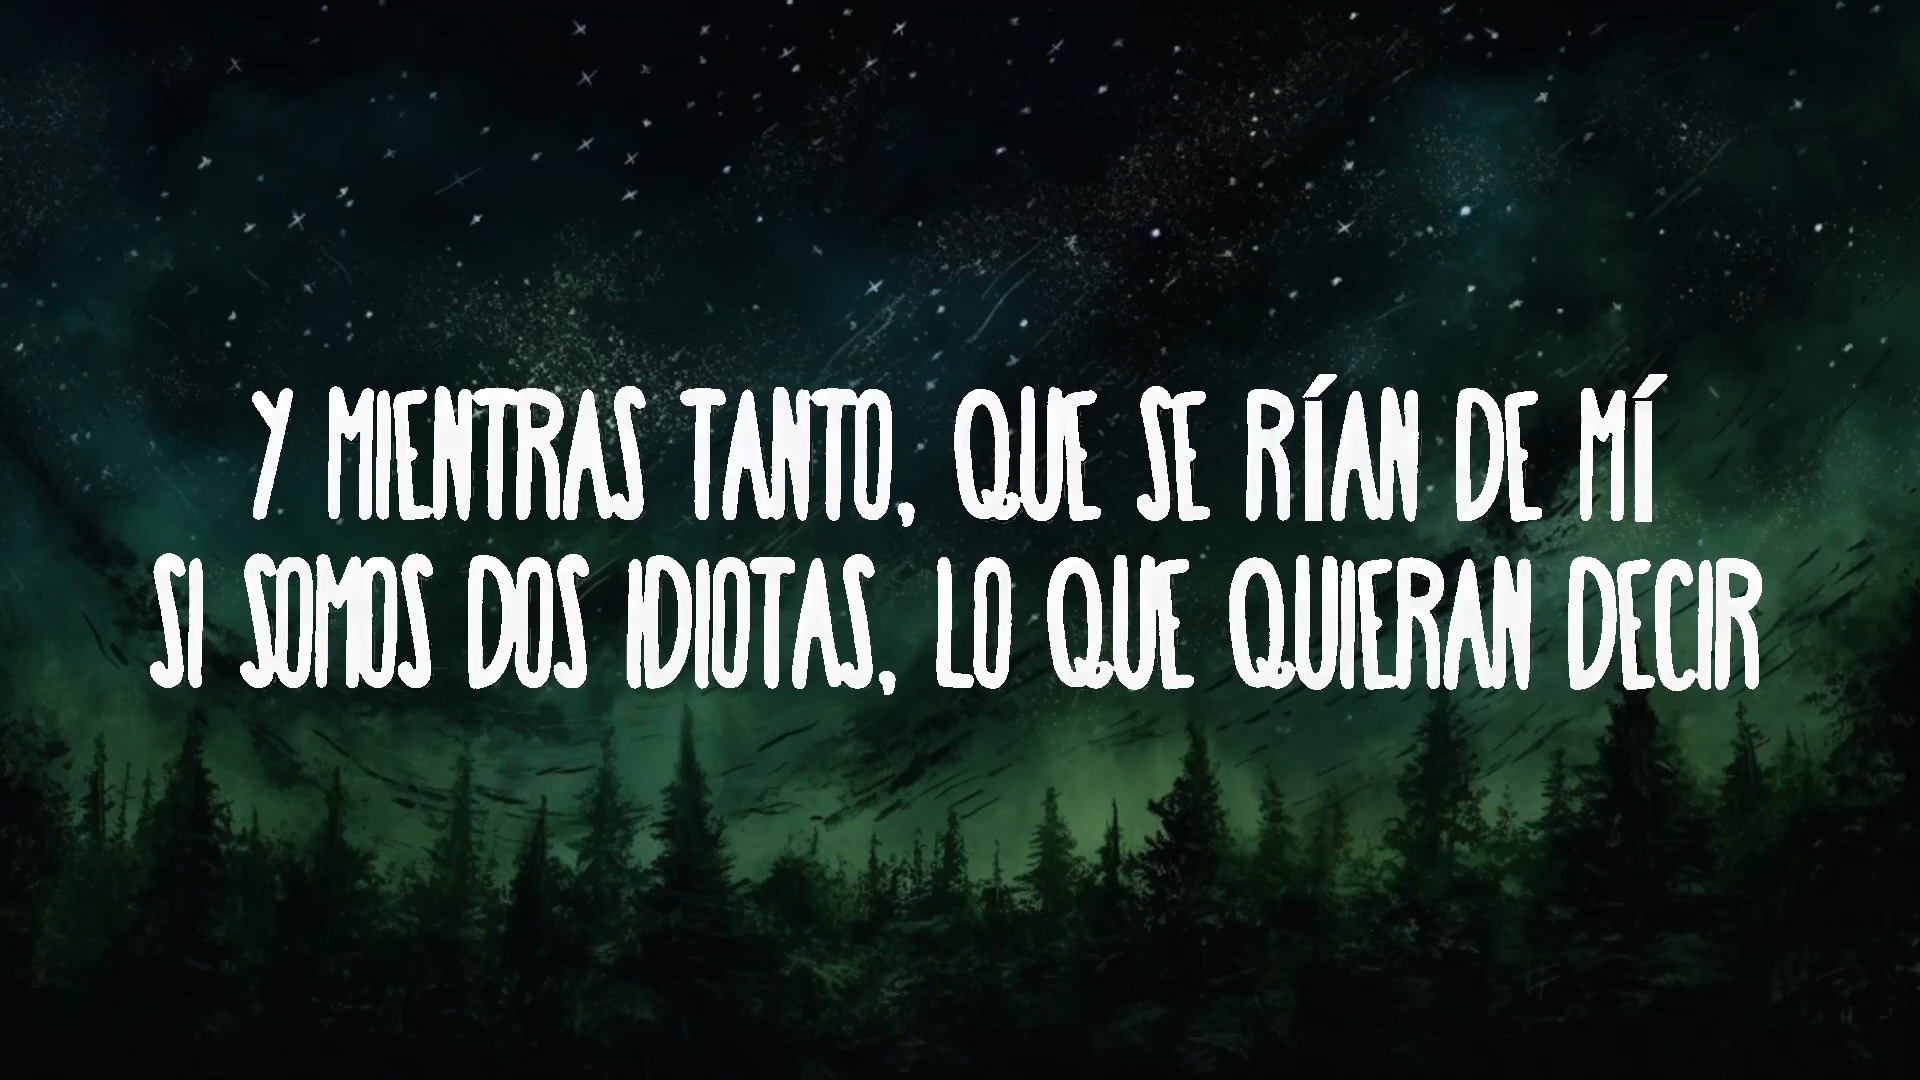 Y MIENTRAS TANTO, QUE SE RÍAN DE MÍ
SI SOMOS DOS IDIOTAS, LO QUE QUIERAN DECIR